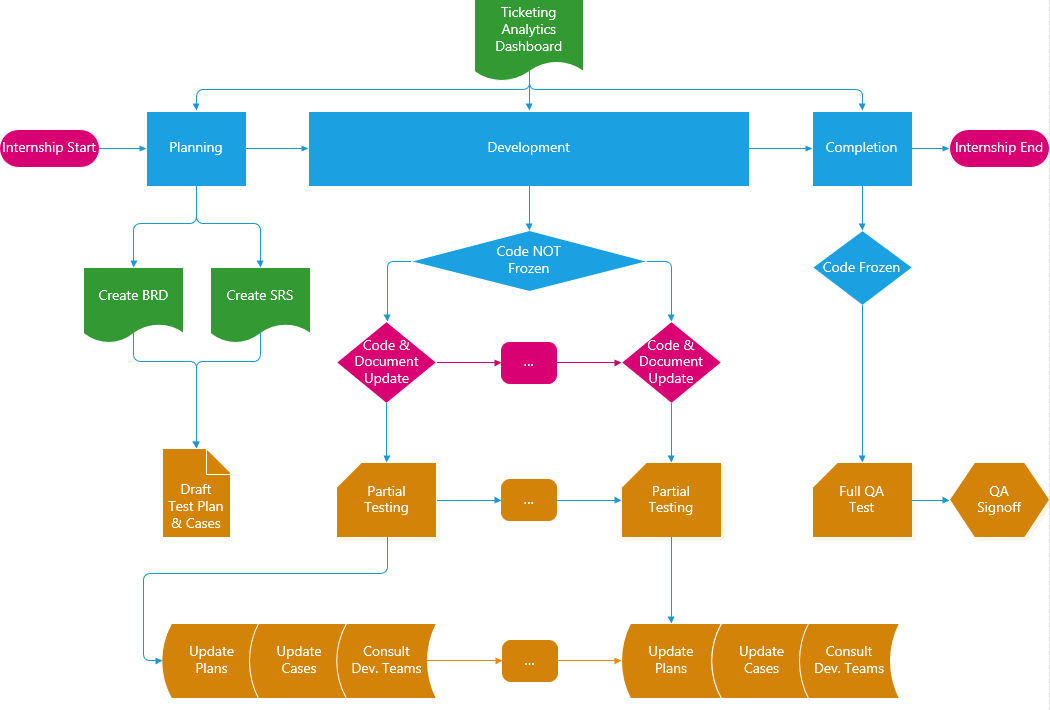 Ticketing
Analytics
Dashboard
Internship Start
Planning
Development
Completion
Internship End
Code NOT
Frozen
Code Frozen
Create BRD
Create SRS
Code &
Document
Update
...
Code &
Document
Update
Draft
Test Plan
& Cases
Partial
Testing
...
Partial
Testing
Full QA
Test
QA
Signoff
Update
Plans
Update
Cases
Consult
Dev. Teams
...
Update
Plans
Update
Cases
Consult
Dev. Teams